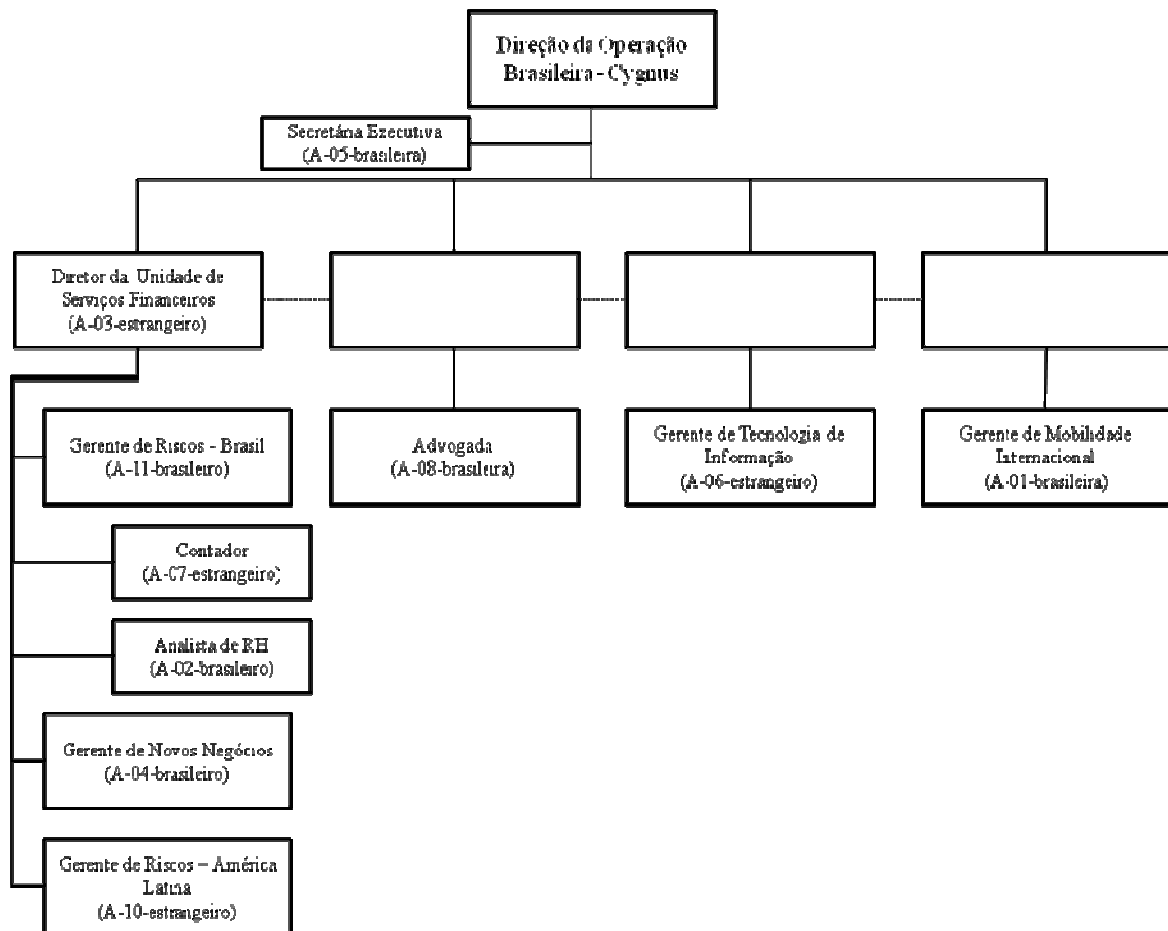 Direção da Operação
Brasileira - Cygnus
Secretária Executiva
(A-05-brasileira)
Diretor da Unidade de
Serviços Financeiros
(A-03-estrangeiro)
Gerente de Riscos - Brasil
(A-11-brasileiro)
Advogada
(A-08-brasileira)
Gerente de Tecnologia de
Informação
(A-06-estrangeiro)
Gerente de Mobilidade
Internacional
(A-01-brasileira)
Contador
(A-07-estrangeiro)
Analista de RH
(A-02-brasileiro)
Gerente de Novos Negócios
(A-04-brasileiro)
Gerente de Riscos – América
Latina
(A-10-estrangeiro)